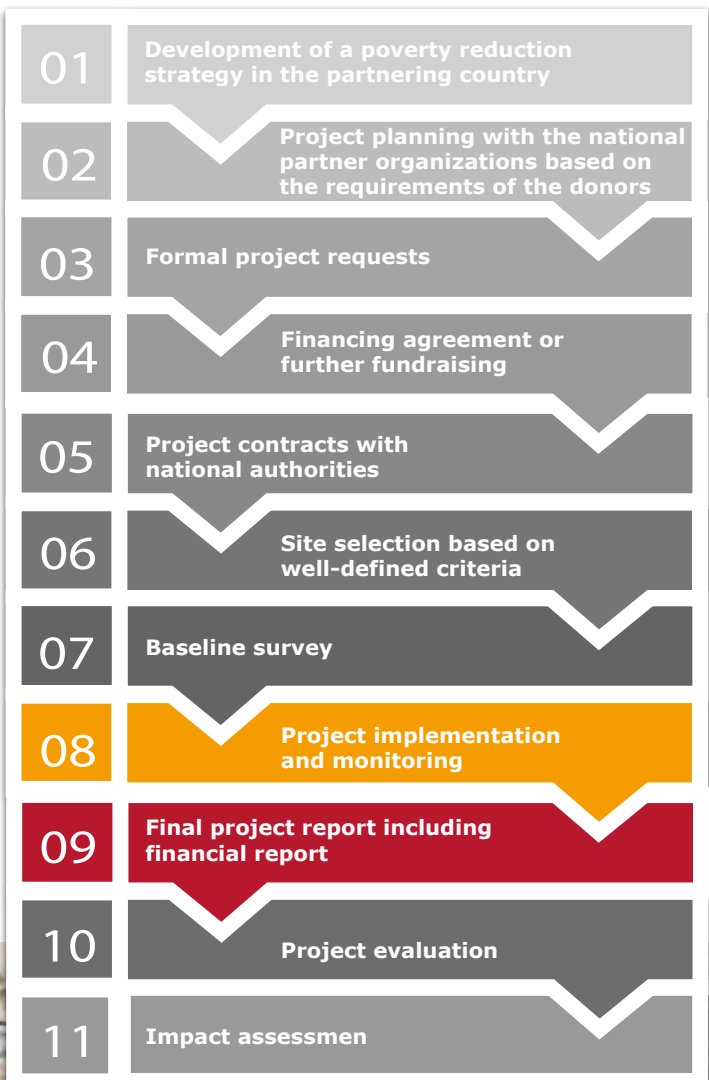 01
Development of a poverty reduction
strategy in the partnering country
02
Project planning with the national
partner organizations based on
the requirements of the donors
03
Formal project requests
04
Financing agreement or
further fundraising
05
Project contracts with
national authorities
06
Site selection based on
well-defined criteria
07
Baseline survey
08
Project implementation
and monitoring
09
Final project report including
financial report
10
Project evaluation
11
Impact assessmen